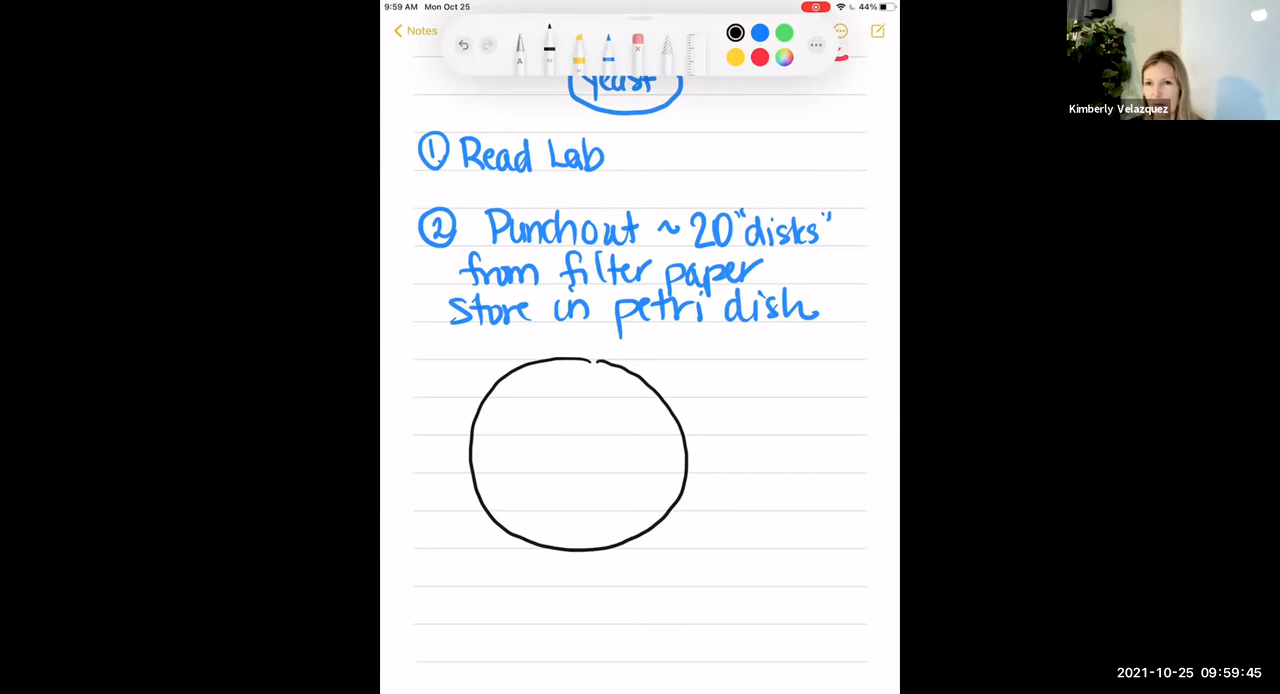 9:59 AM Mon Oct 25
44%
Notes
yeast
① Read Lab
② Punchout ~ 20 "disks"
from filter paper
store in petri dish
Kimberly Velazquez
2021-10-25 09:59:45